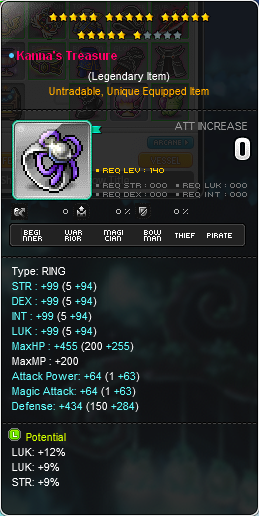 Kanna's Treasure
(Legendary Item)
Untradable, Unique Equipped Item
ATT INCREASE
0
REQ LEV : 140
REQ STR : 000 REQ LUK : 000
REQ DEX : 000 REQ INT : 000
0 0 % 0 %
BEGINNER WARRIOR MAGICIAN BOWMAN THIEF PIRATE
Type: RING
STR : +99 (5 +94)
DEX : +99 (5 +94)
INT : +99 (5 +94)
LUK : +99 (5 +94)
MaxHP : +455 (200 +255)
MaxMP : +200
Attack Power: +64 (1 +63)
Magic Attack: +64 (1 +63)
Defense: +434 (150 +284)
L Potential
LUK: +12%
LUK: +9%
STR: +9%